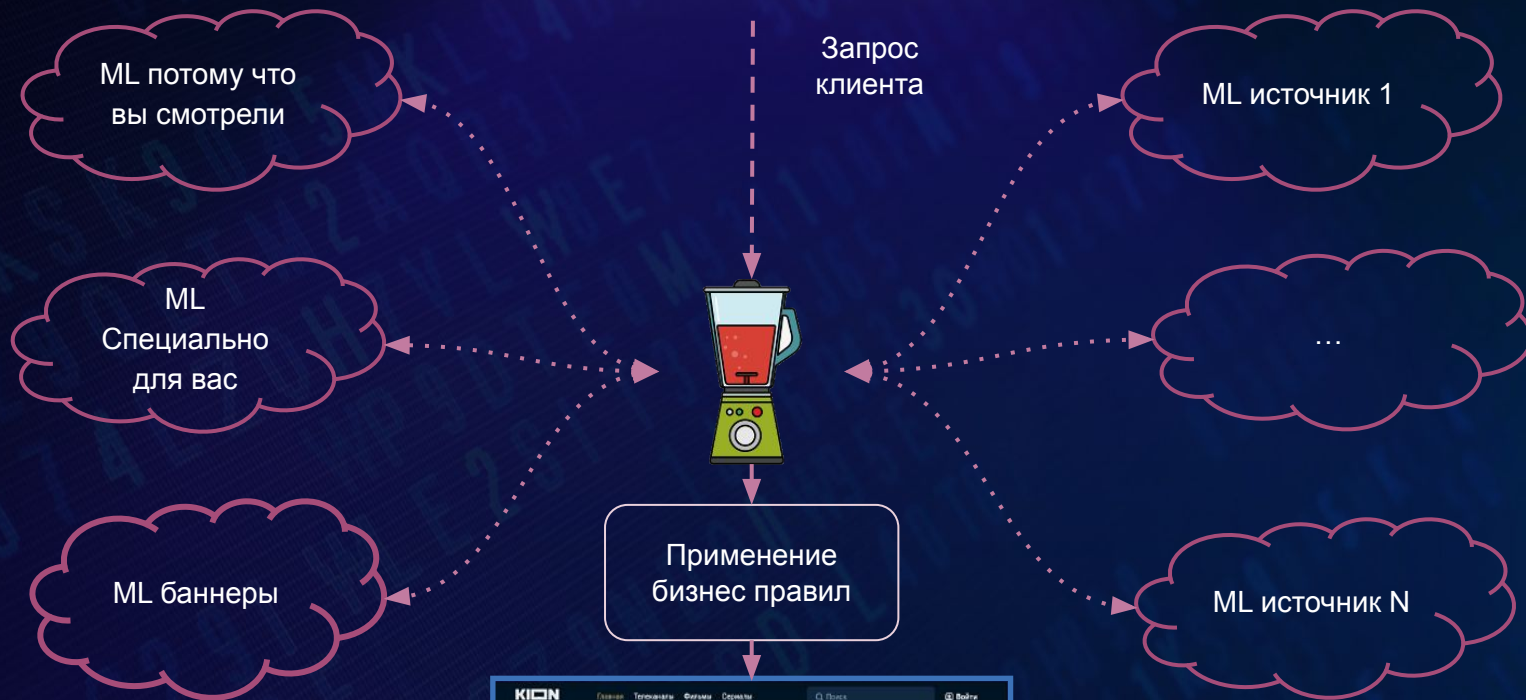 Запрос
клиента
ML потому что
вы смотрели
ML источник 1
ML
Специально
для вас
...
ML баннеры
Применение
бизнес правил
ML источник N
KION Главная Телеканалы Фильмы Сериалы Поиск Войти